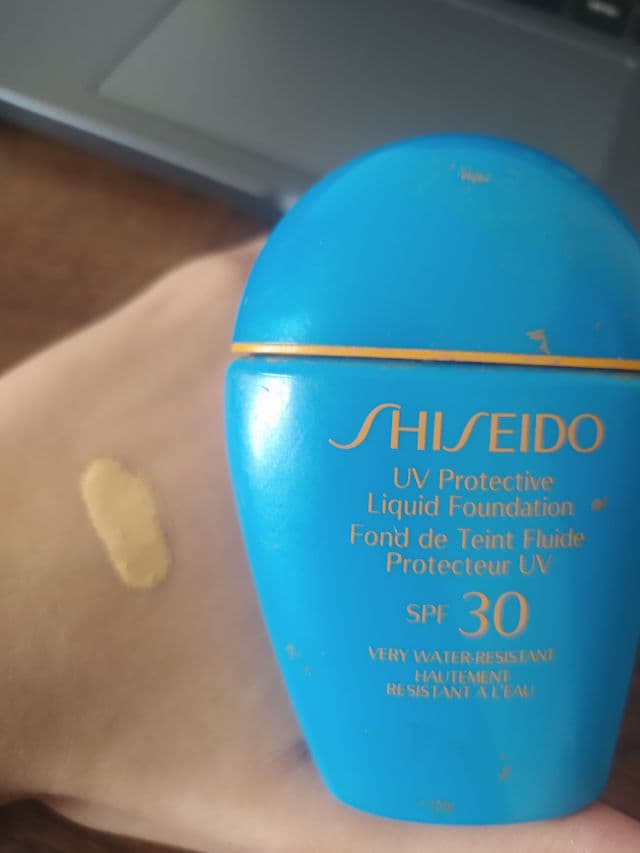 SHISEIDO
UV Protective
Liquid Foundation
Fond de Teint Fluide
Protecteur UV
SPF 30
VERY WATER-RESISTANT
HAUTEMENT
RESISTANT A L'EAU